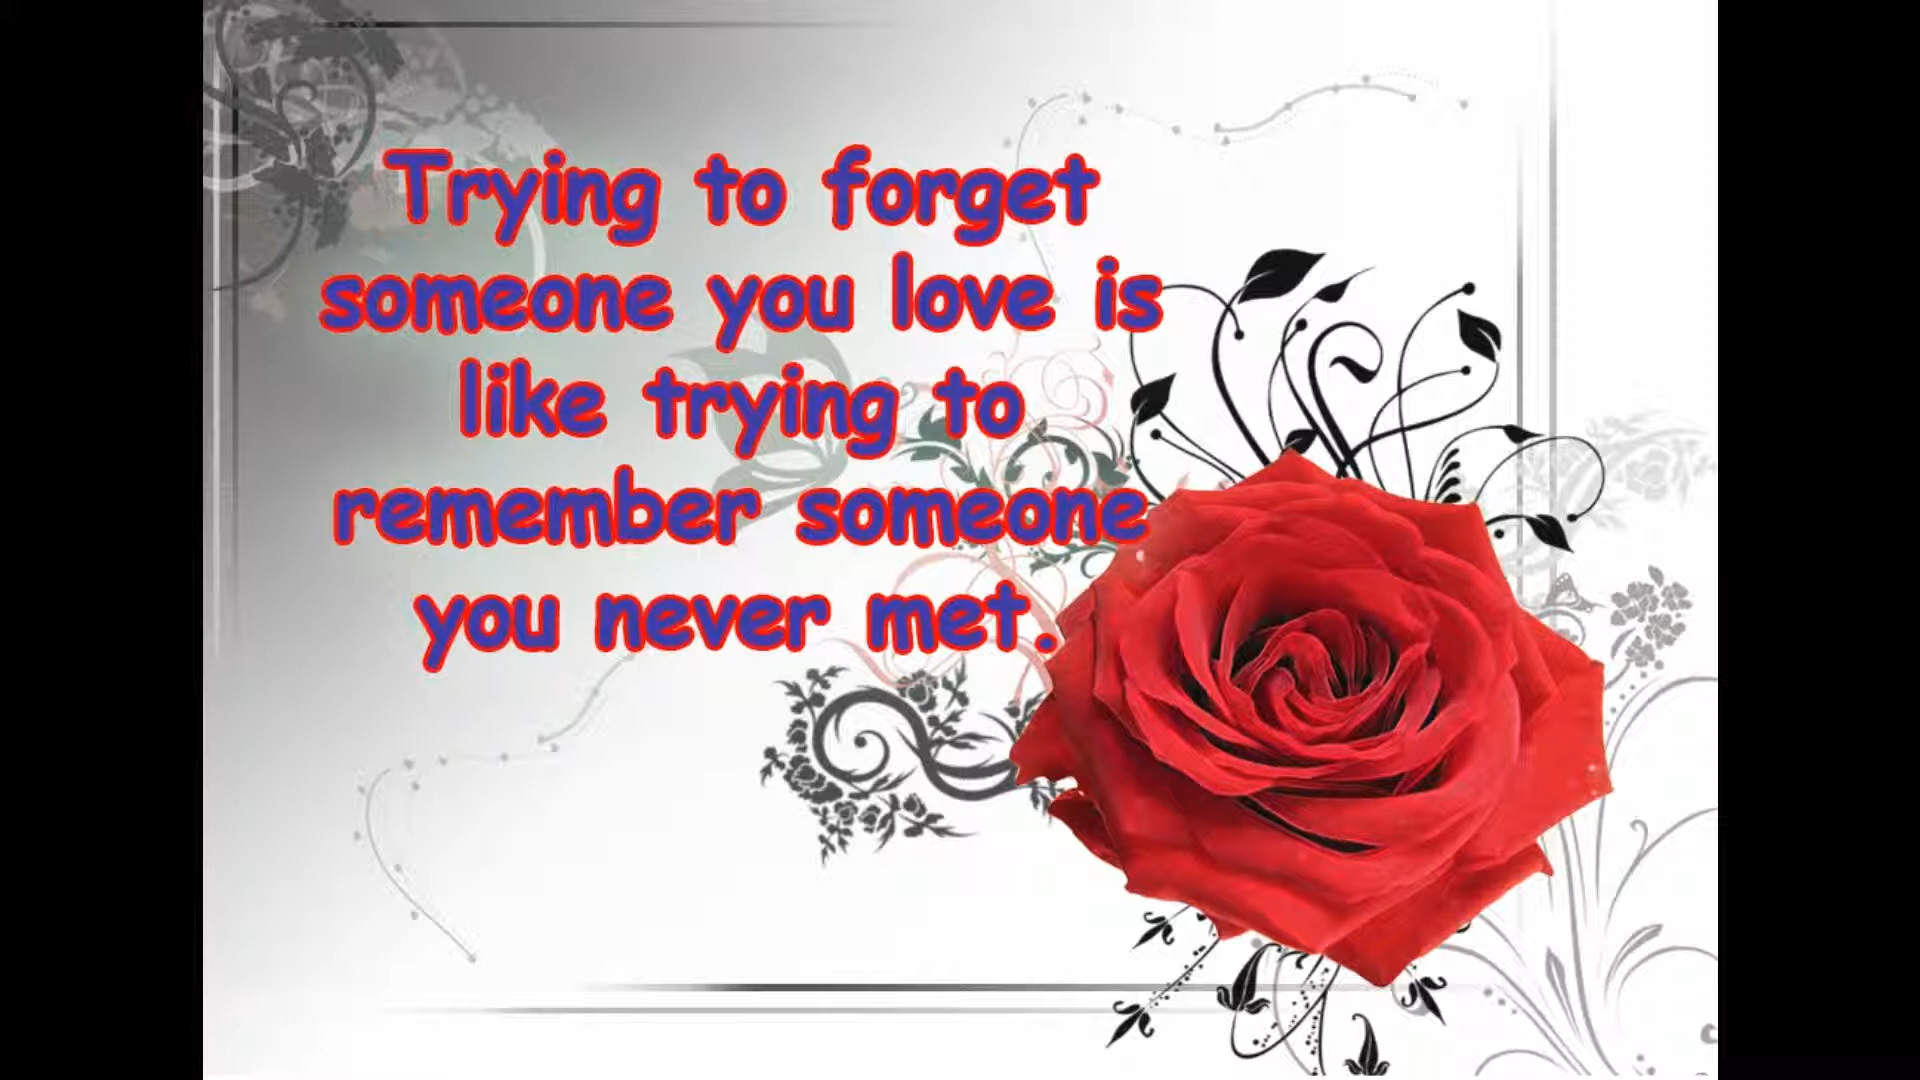 Trying to forget
someone you love is
like trying to
remember someone
you never met.